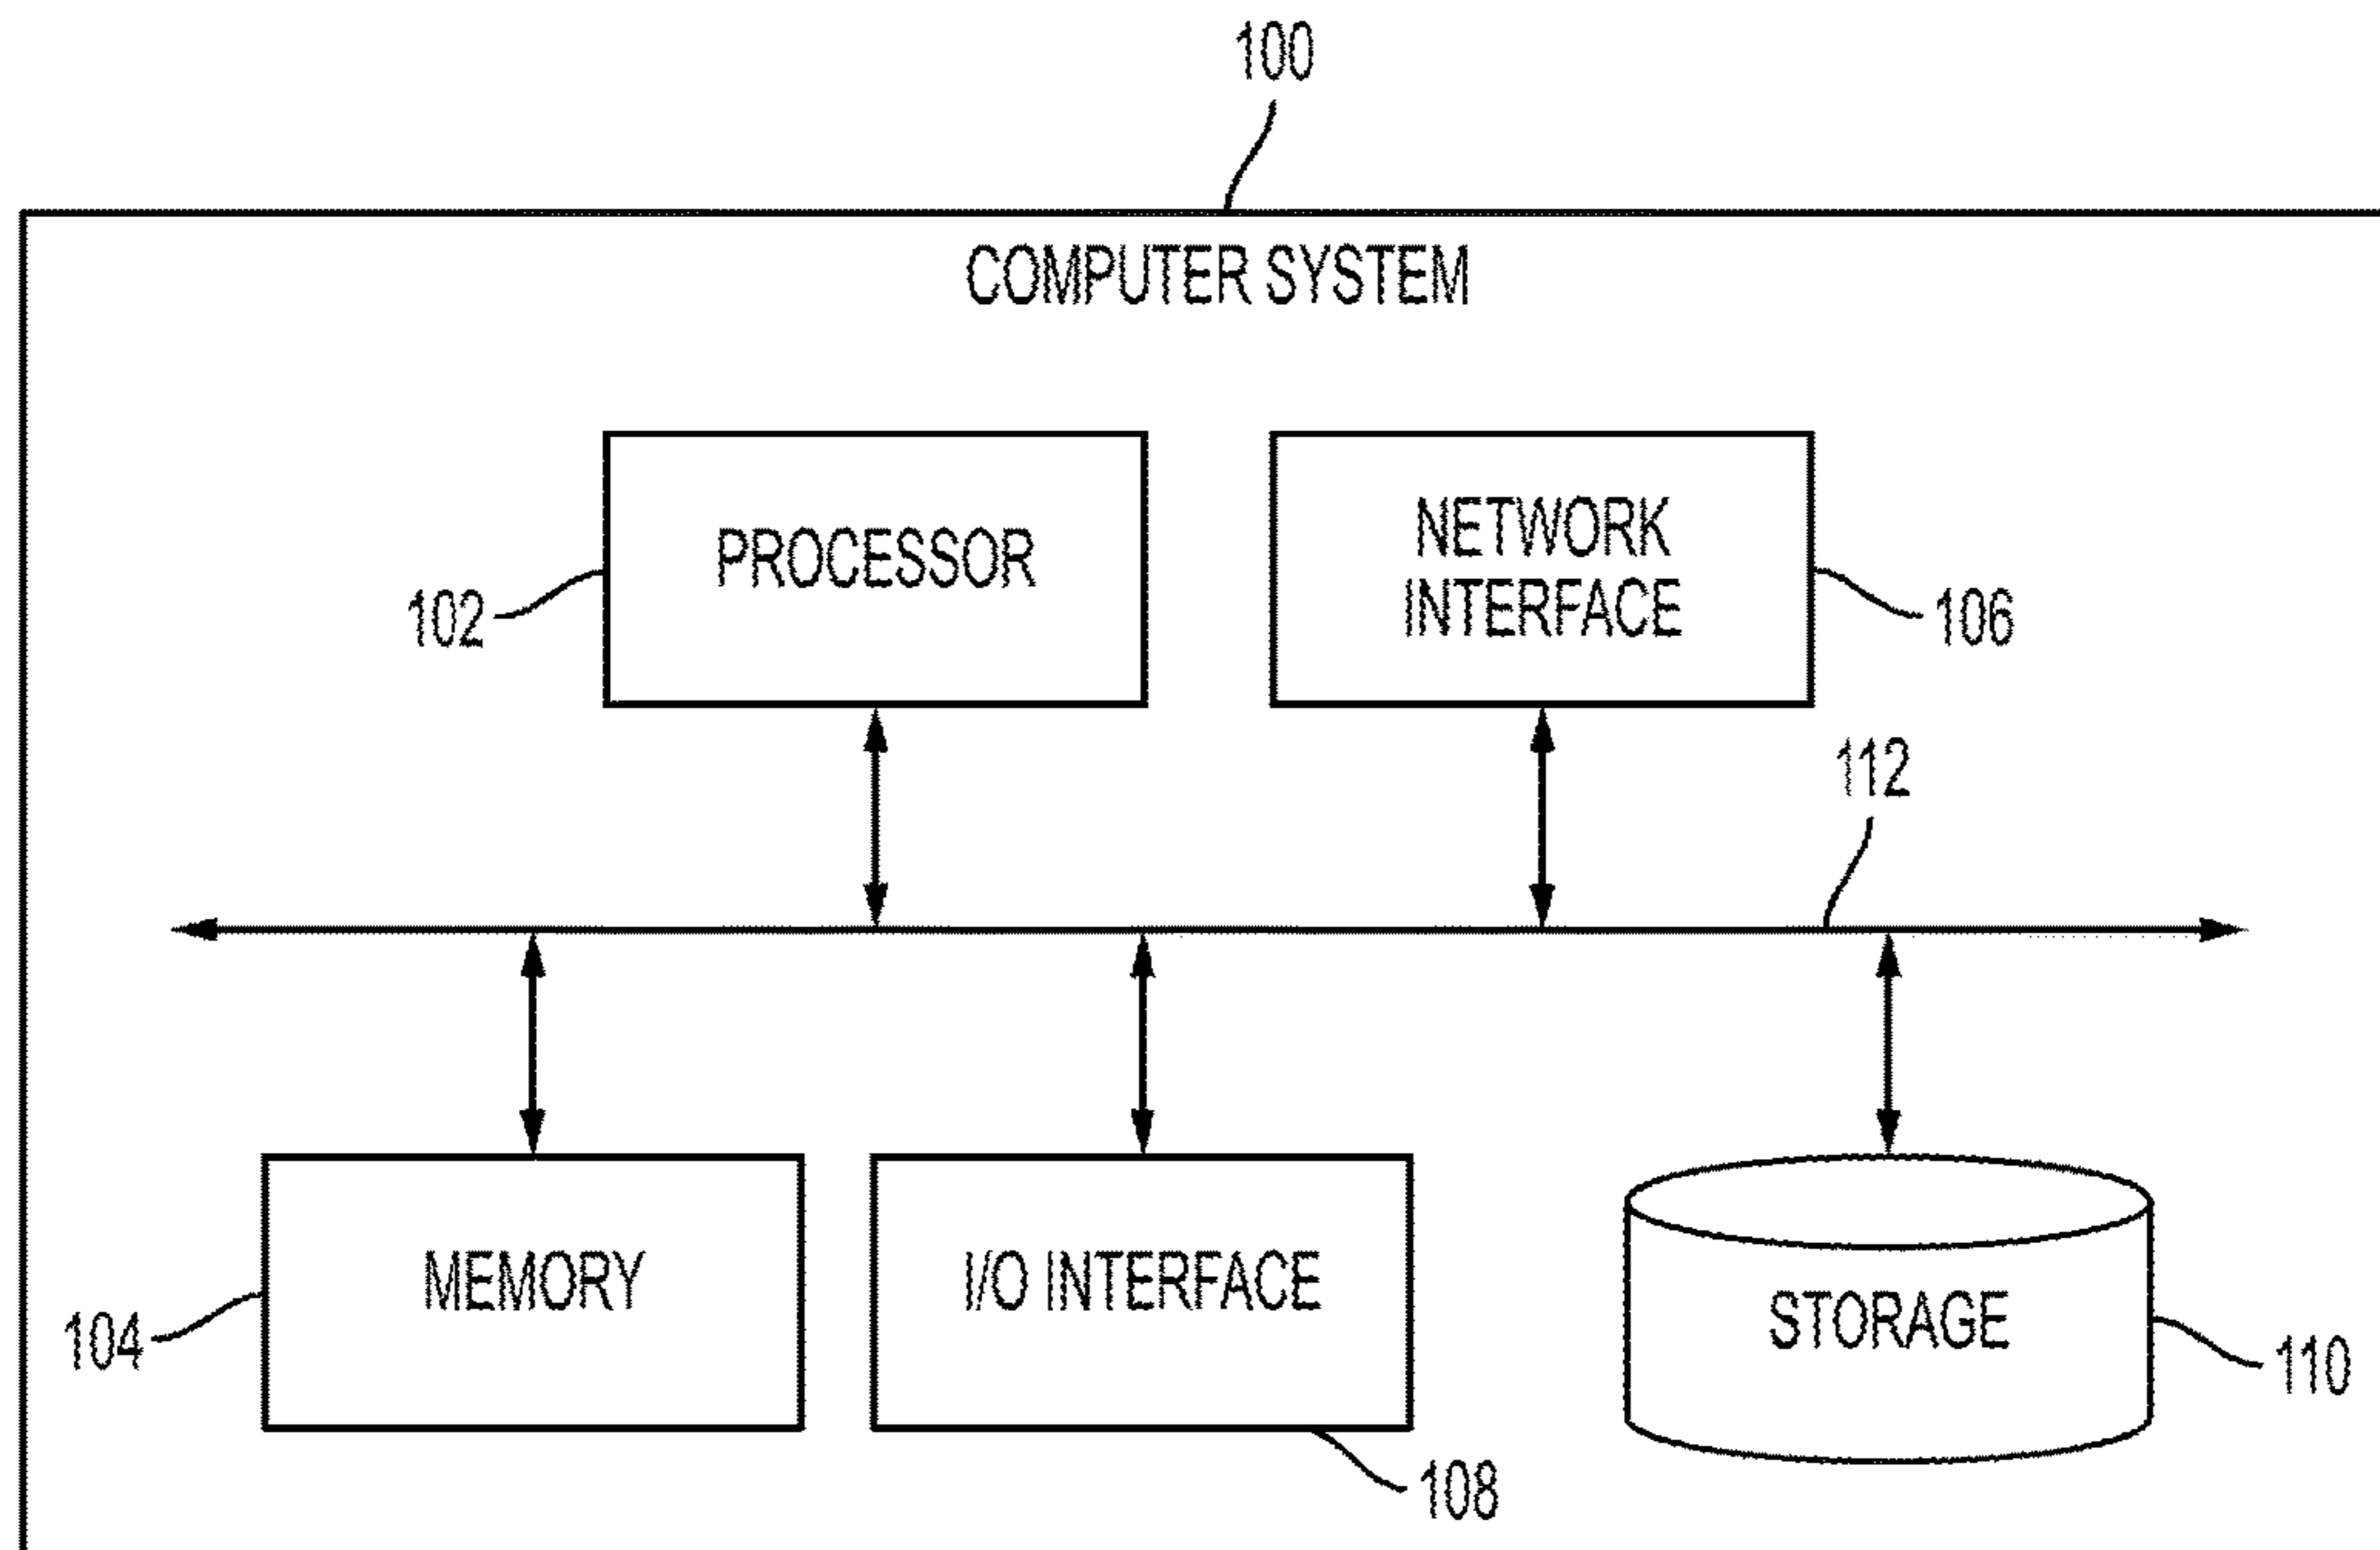 100
COMPUTER SYSTEM
PROCESSOR
NETWORK
INTERFACE
102
106
112
MEMORY
I/O INTERFACE
STORAGE
104
110
108